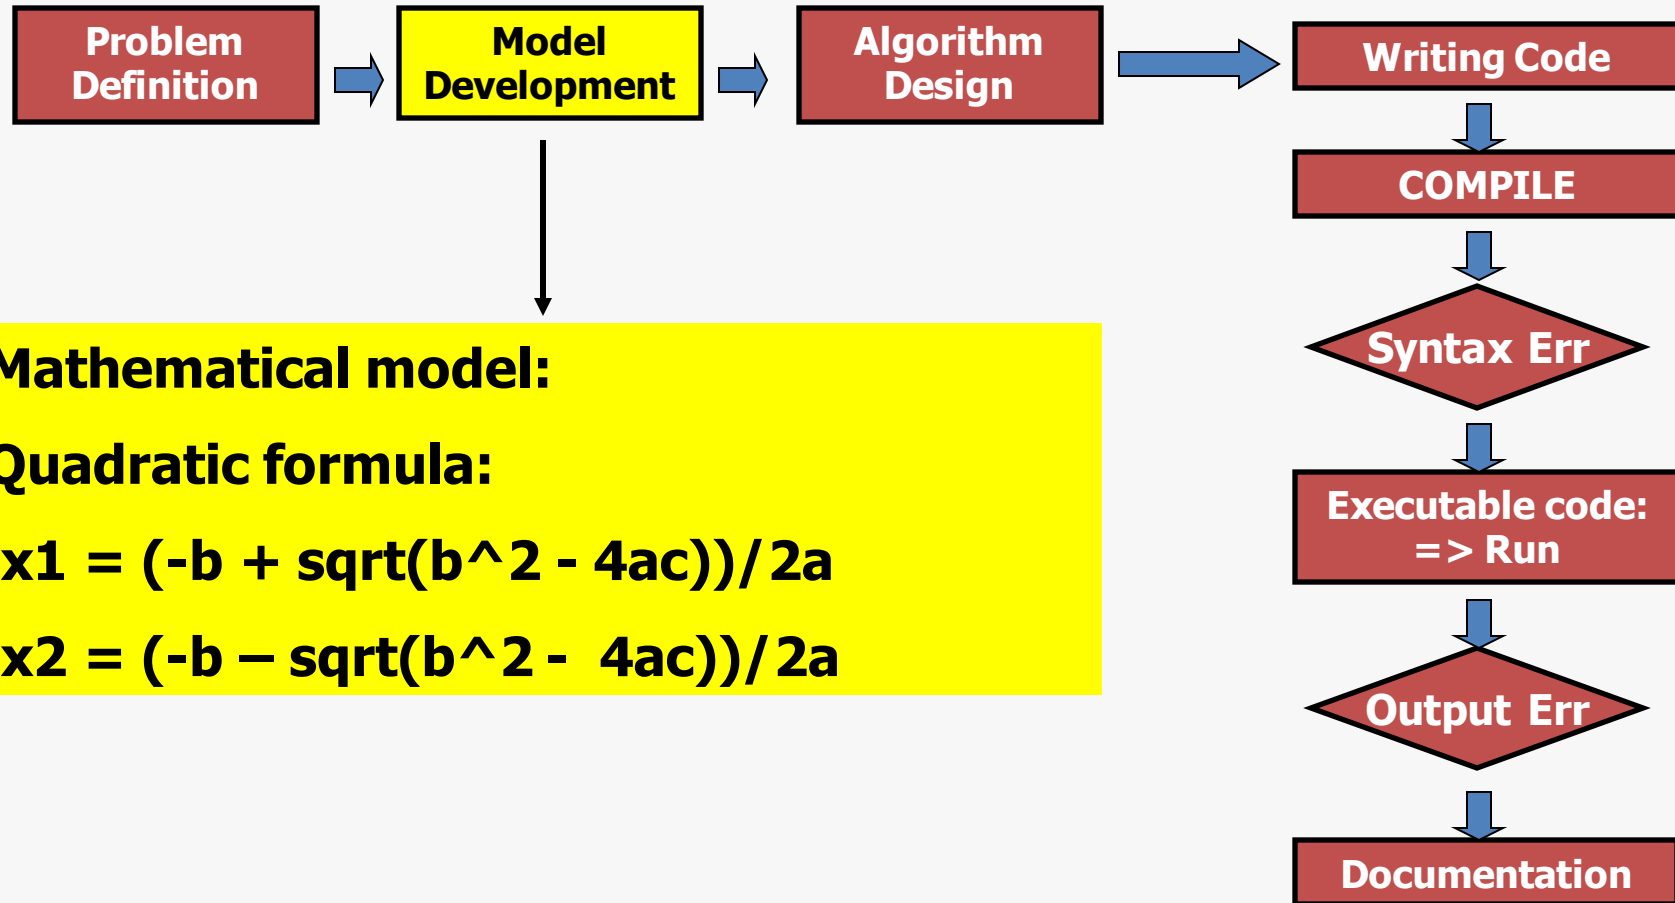 Problem
Definition
Model
Development
Algorithm
Design
Writing Code
COMPILE
Syntax Err
Mathematical model:
Quadratic formula:
x1 = (-b + sqrt(b^2 - 4ac))/2a
x2 = (-b – sqrt(b^2 - 4ac))/2a
Executable code:
=> Run
Output Err
Documentation